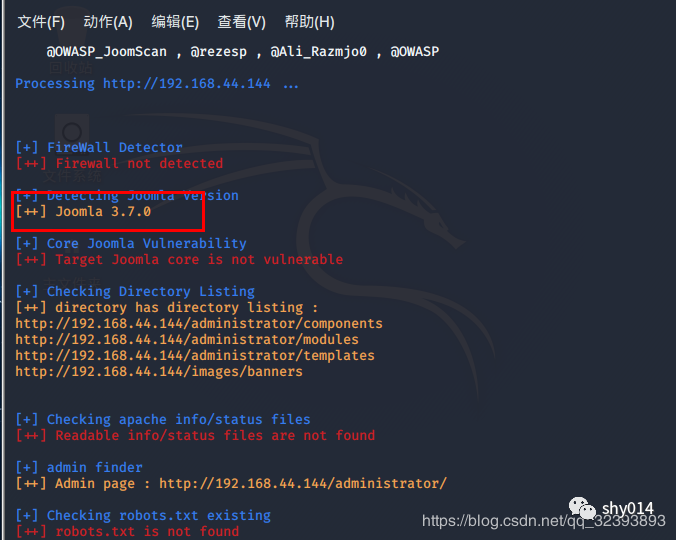 文件(F) 动作(A) 编辑(E) 查看(V) 帮助(H)
@OWASP_JoomScan , @rezesp , @Ali_Razmjo0 , @OWASP
Processing http://192.168.44.144 ...
[+] FireWall Detector
[++] Firewall not detected
[+] Detecting Joomla Version
[++] Joomla 3.7.0
[+] Core Joomla Vulnerability
[++] Target Joomla core is not vulnerable
[+] Checking Directory Listing
[++] directory has directory listing :
http://192.168.44.144/administrator/components
http://192.168.44.144/administrator/modules
http://192.168.44.144/administrator/templates
http://192.168.44.144/images/banners
[+] Checking apache info/status files
[++] Readable info/status files are not found
[+] admin finder
[++] Admin page : http://192.168.44.144/administrator/
[+] Checking robots.txt existing
[++] robots.txt is not found
shy014
https://blog.csdn.net/qq_32393893